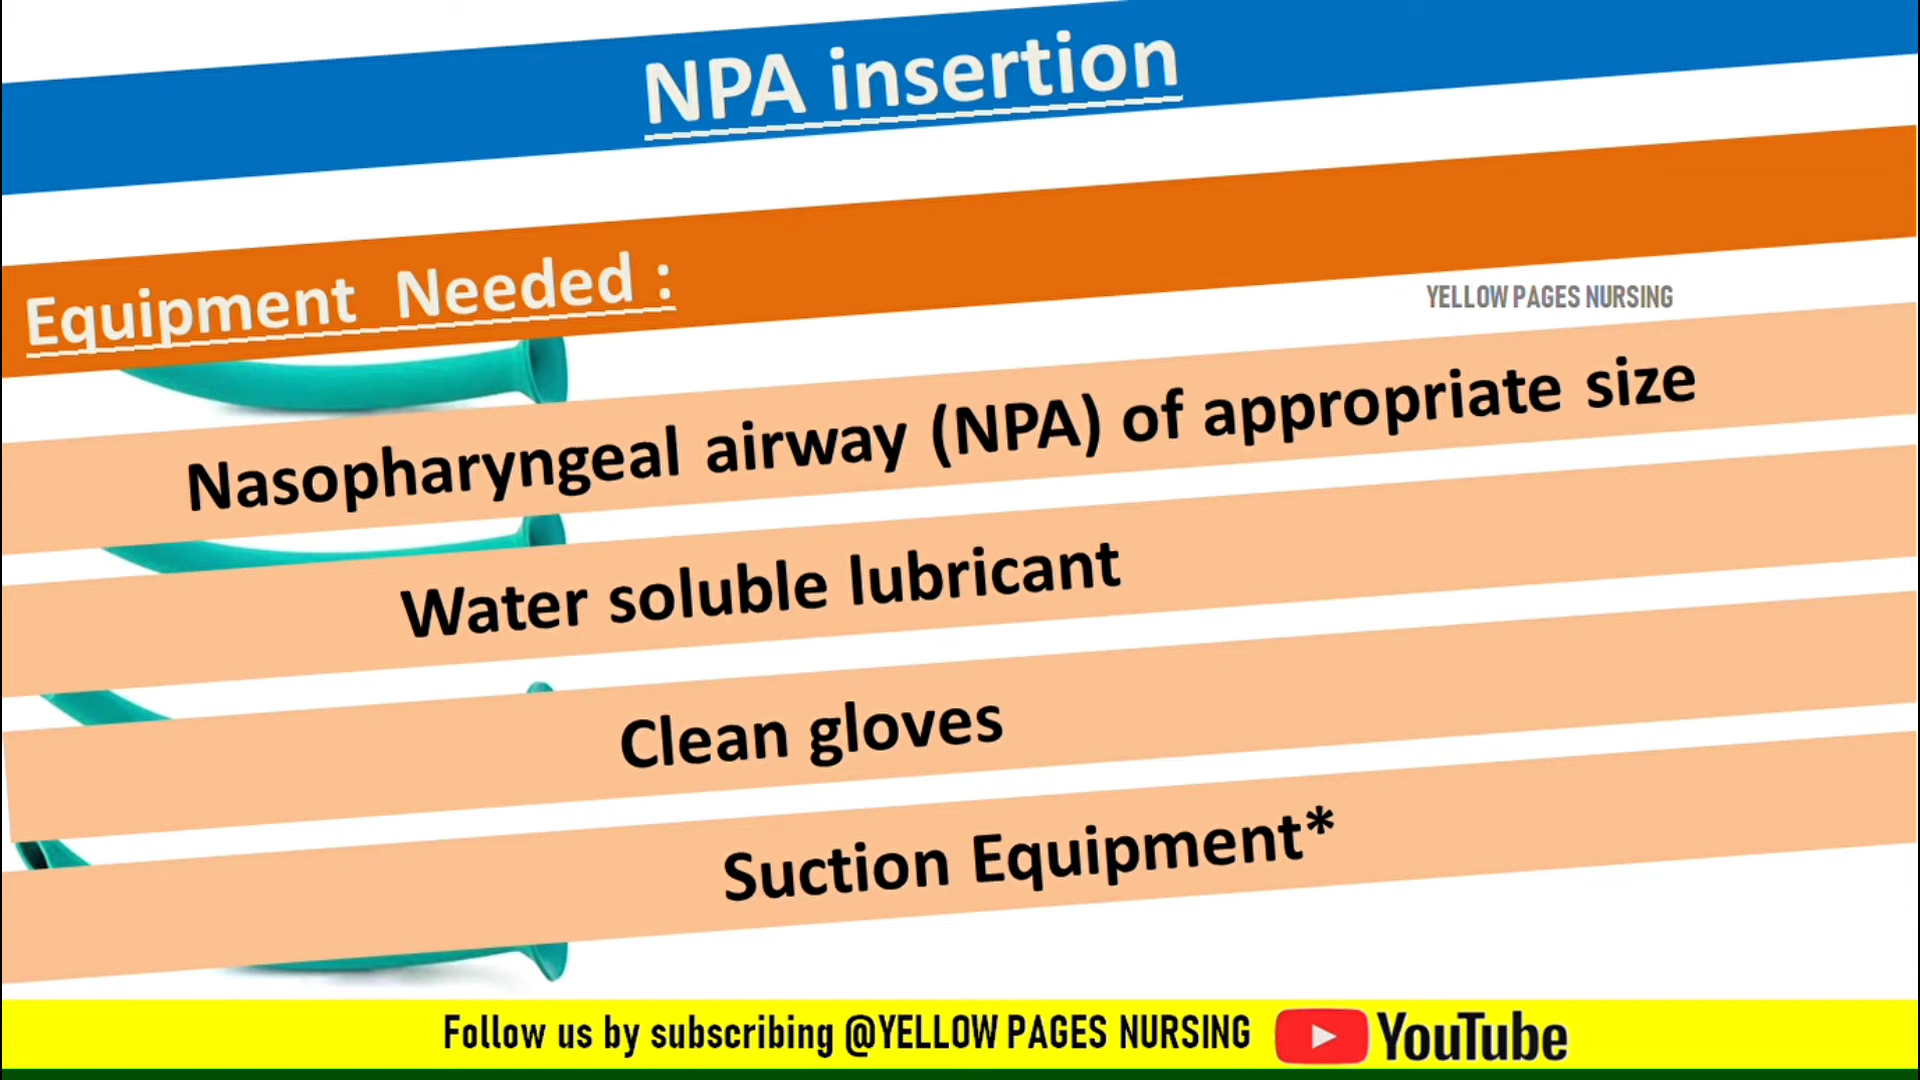 NPA insertion
Equipment Needed :
YELLOW PAGES NURSING
Nasopharyngeal airway (NPA) of appropriate size
Water soluble lubricant
Clean gloves
Suction Equipment*
Follow us by subscribing @YELLOW PAGES NURSING YouTube